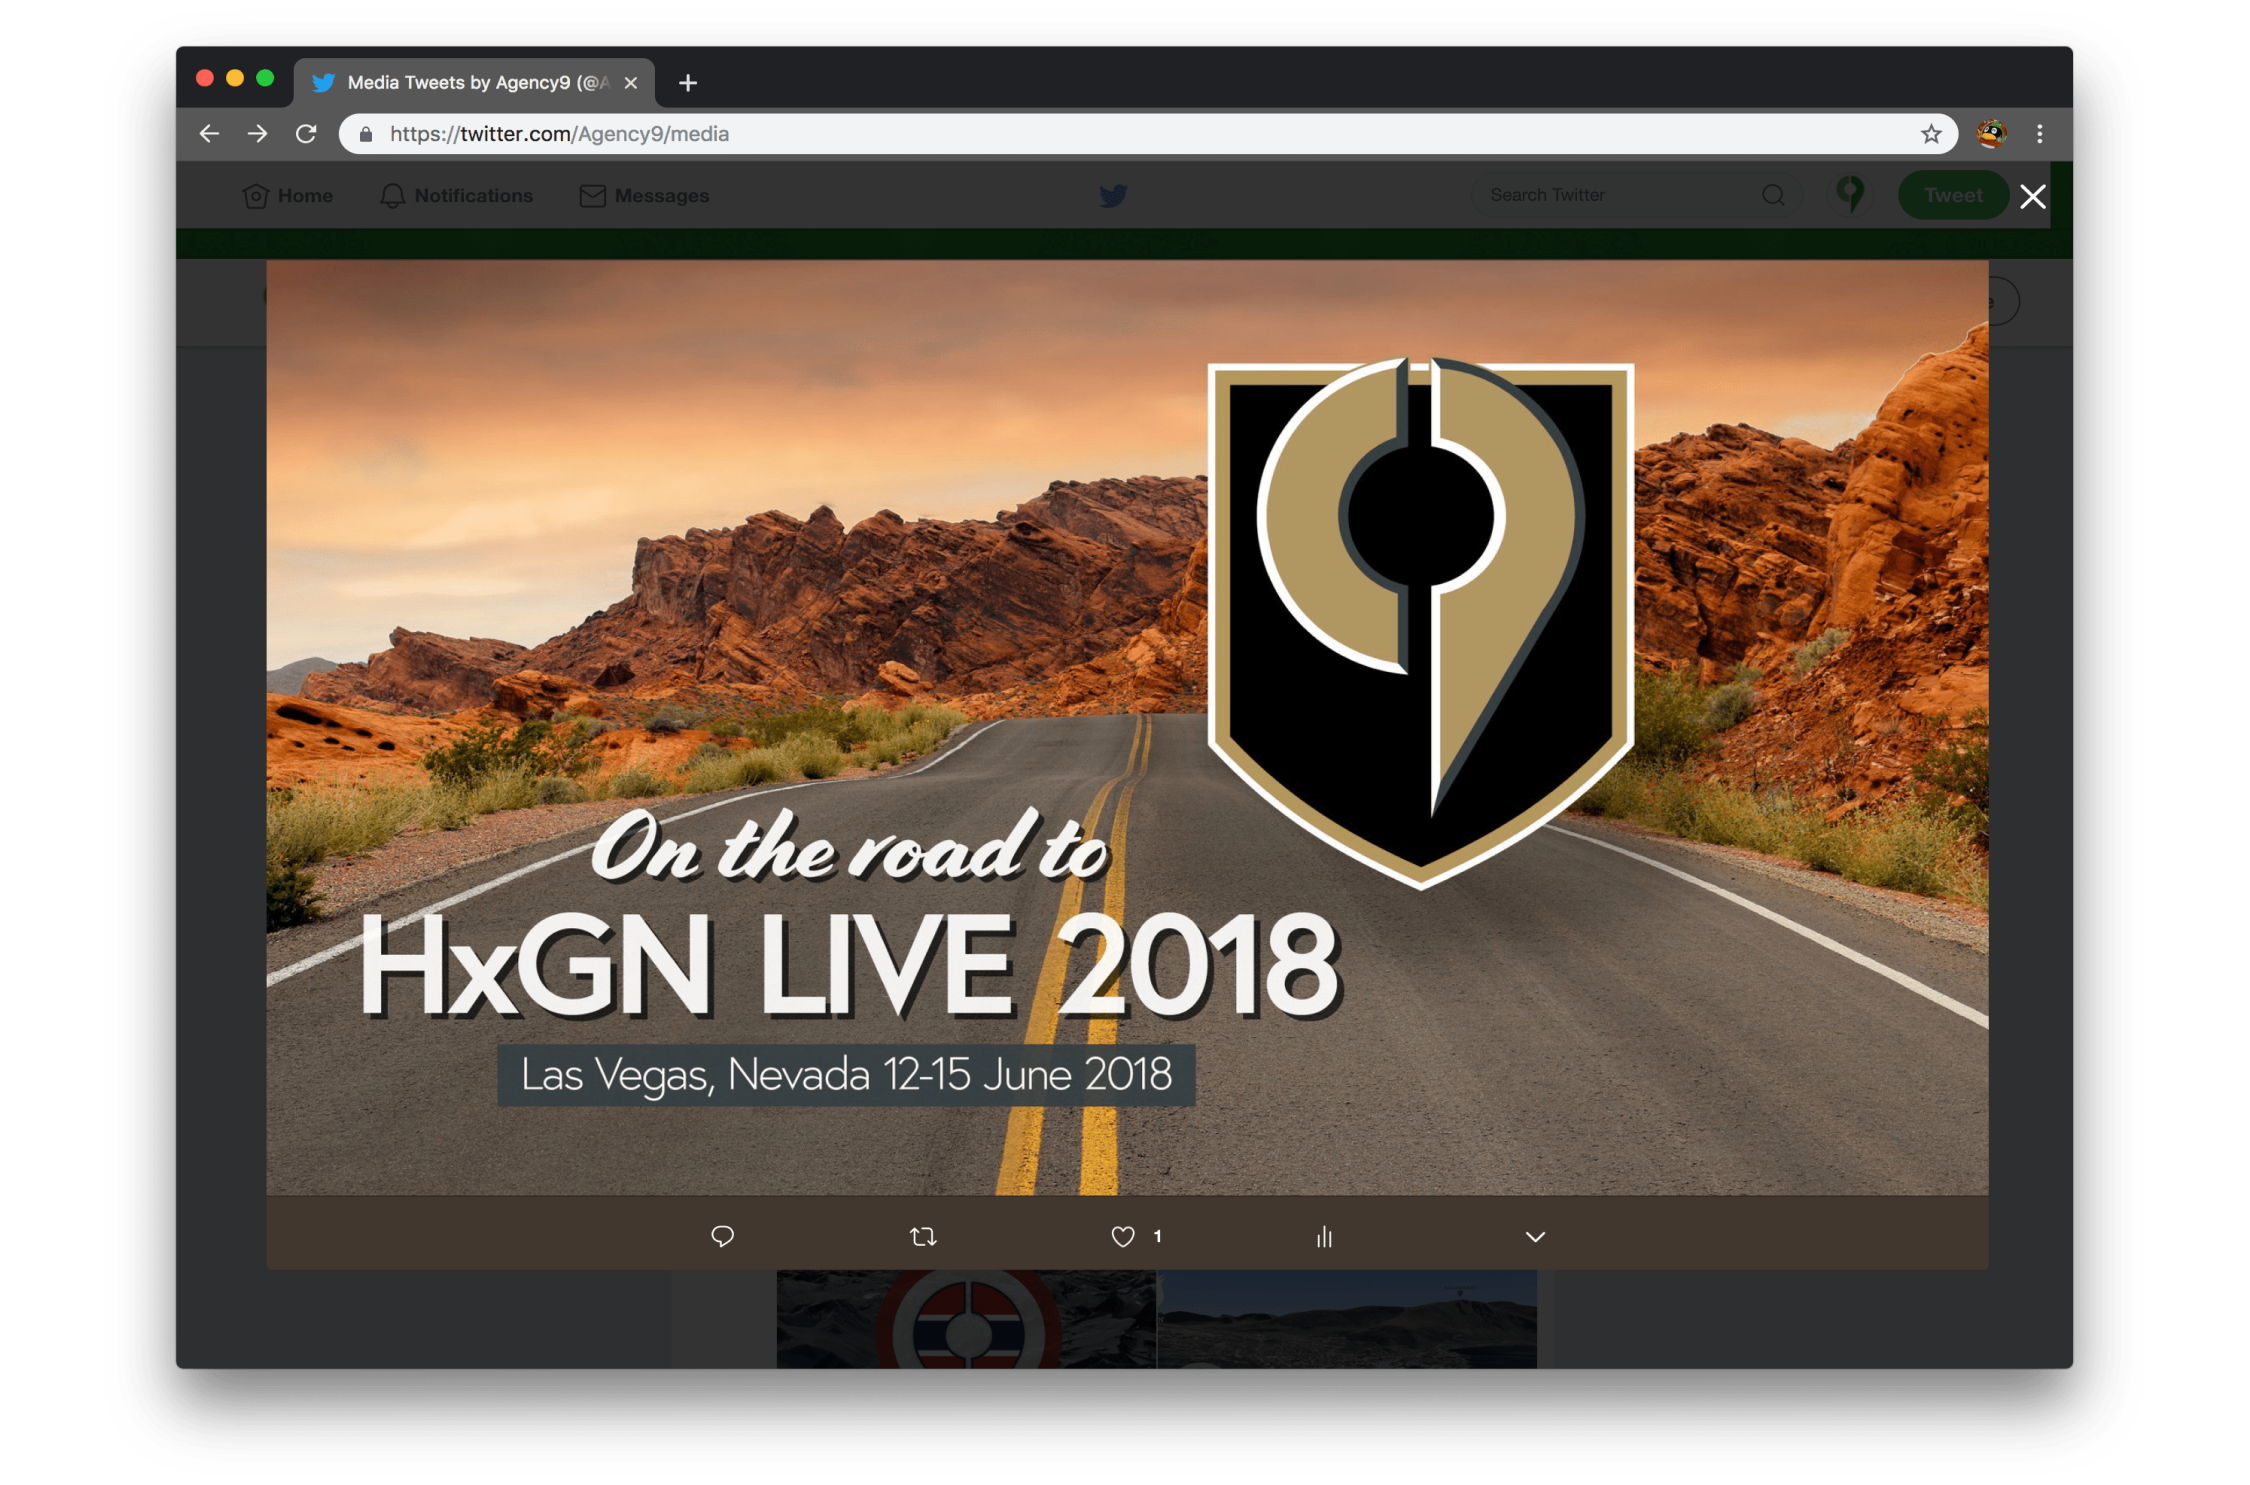 Media Tweets by Agency9 (@A
https://twitter.com/Agency9/media
Home
Notifications
Messages
Search Twitter
Tweet
On the road to
HxGN LIVE 2018
Las Vegas, Nevada 12-15 June 2018
1